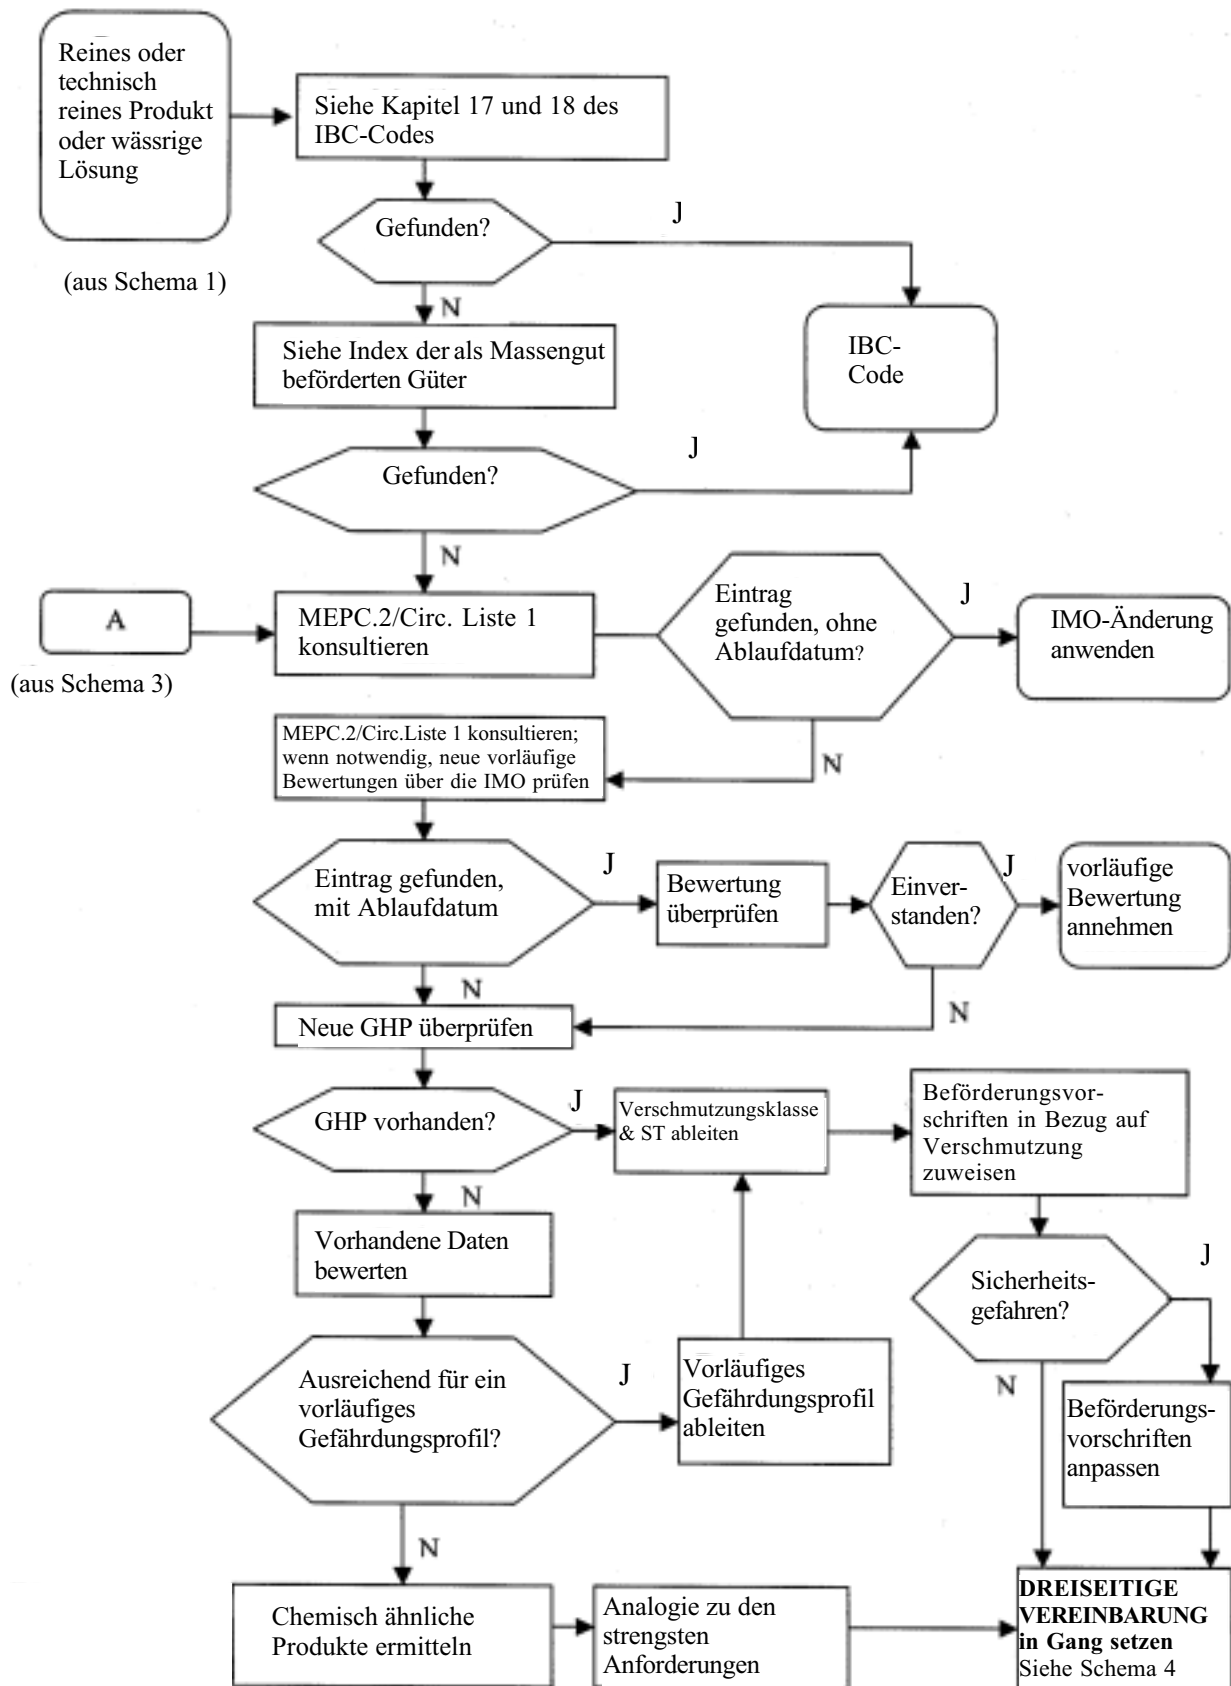 Reines oder
technisch
reines Produkt
oder wässrige
Lösung
(aus Schema 1)
Siehe Kapitel 17 und 18 des
IBC-Codes
Gefunden?
J
N
IBC-
Code
Siehe Index der als Massengut
beförderten Güter
Gefunden?
J
N
A
(aus Schema 3)
MEPC.2/Circ. Liste 1
konsultieren
Eintrag
gefunden, ohne
Ablaufdatum?
J
IMO-Änderung
anwenden
N
MEPC.2/Circ.Liste 1 konsultieren;
wenn notwendig, neue vorläufige
Bewertungen über die IMO prüfen
Eintrag gefunden,
mit Ablaufdatum
J
Bewertung
überprüfen
Einver-
standen?
J
vorläufige
Bewertung
annehmen
N
N
Neue GHP überprüfen
GHP vorhanden?
J
Verschmutzungsklasse
& ST ableiten
Beförderungsvor-
schriften in Bezug auf
Verschmutzung
zuweisen
N
Vorhandene Daten
bewerten
Sicherheits-
gefahren?
J
N
Ausreichend für ein
vorläufiges
Gefährdungsprofil?
J
Vorläufiges
Gefährdungsprofil
ableiten
Beförderungs-
vorschriften
anpassen
N
Chemisch ähnliche
Produkte ermitteln
Analogie zu den
strengsten
Anforderungen
DREISEITIGE
VEREINBARUNG
in Gang setzen
Siehe Schema 4